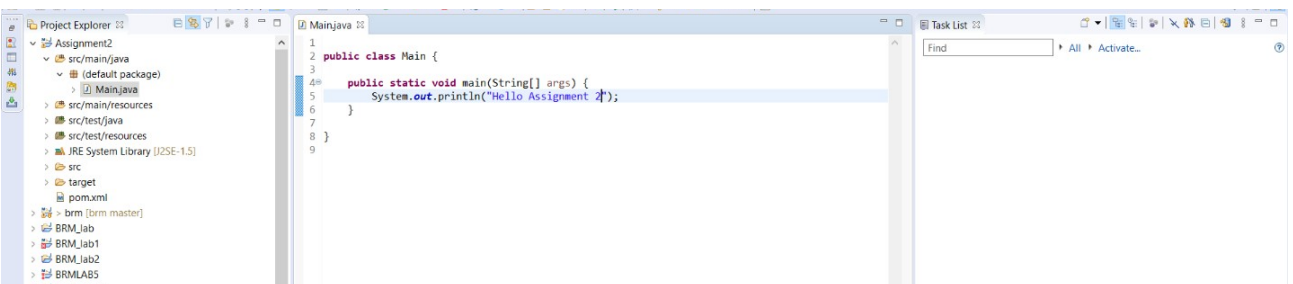 Project Explorer
Assignment2
src/main/java
(default package)
Main.java
src/main/resources
src/test/java
src/test/resources
JRE System Library [J2SE-1.5]
src
target
pom.xml
> brm [brm master]
BRM_lab
BRM_lab1
BRM_lab2
BRMLAB5
Main.java
1
2 public class Main {
3
4 public static void main(String[] args) {
5 System.out.println("Hello Assignment 2");
6 }
7
8 }
9
Task List
Find All Activate...